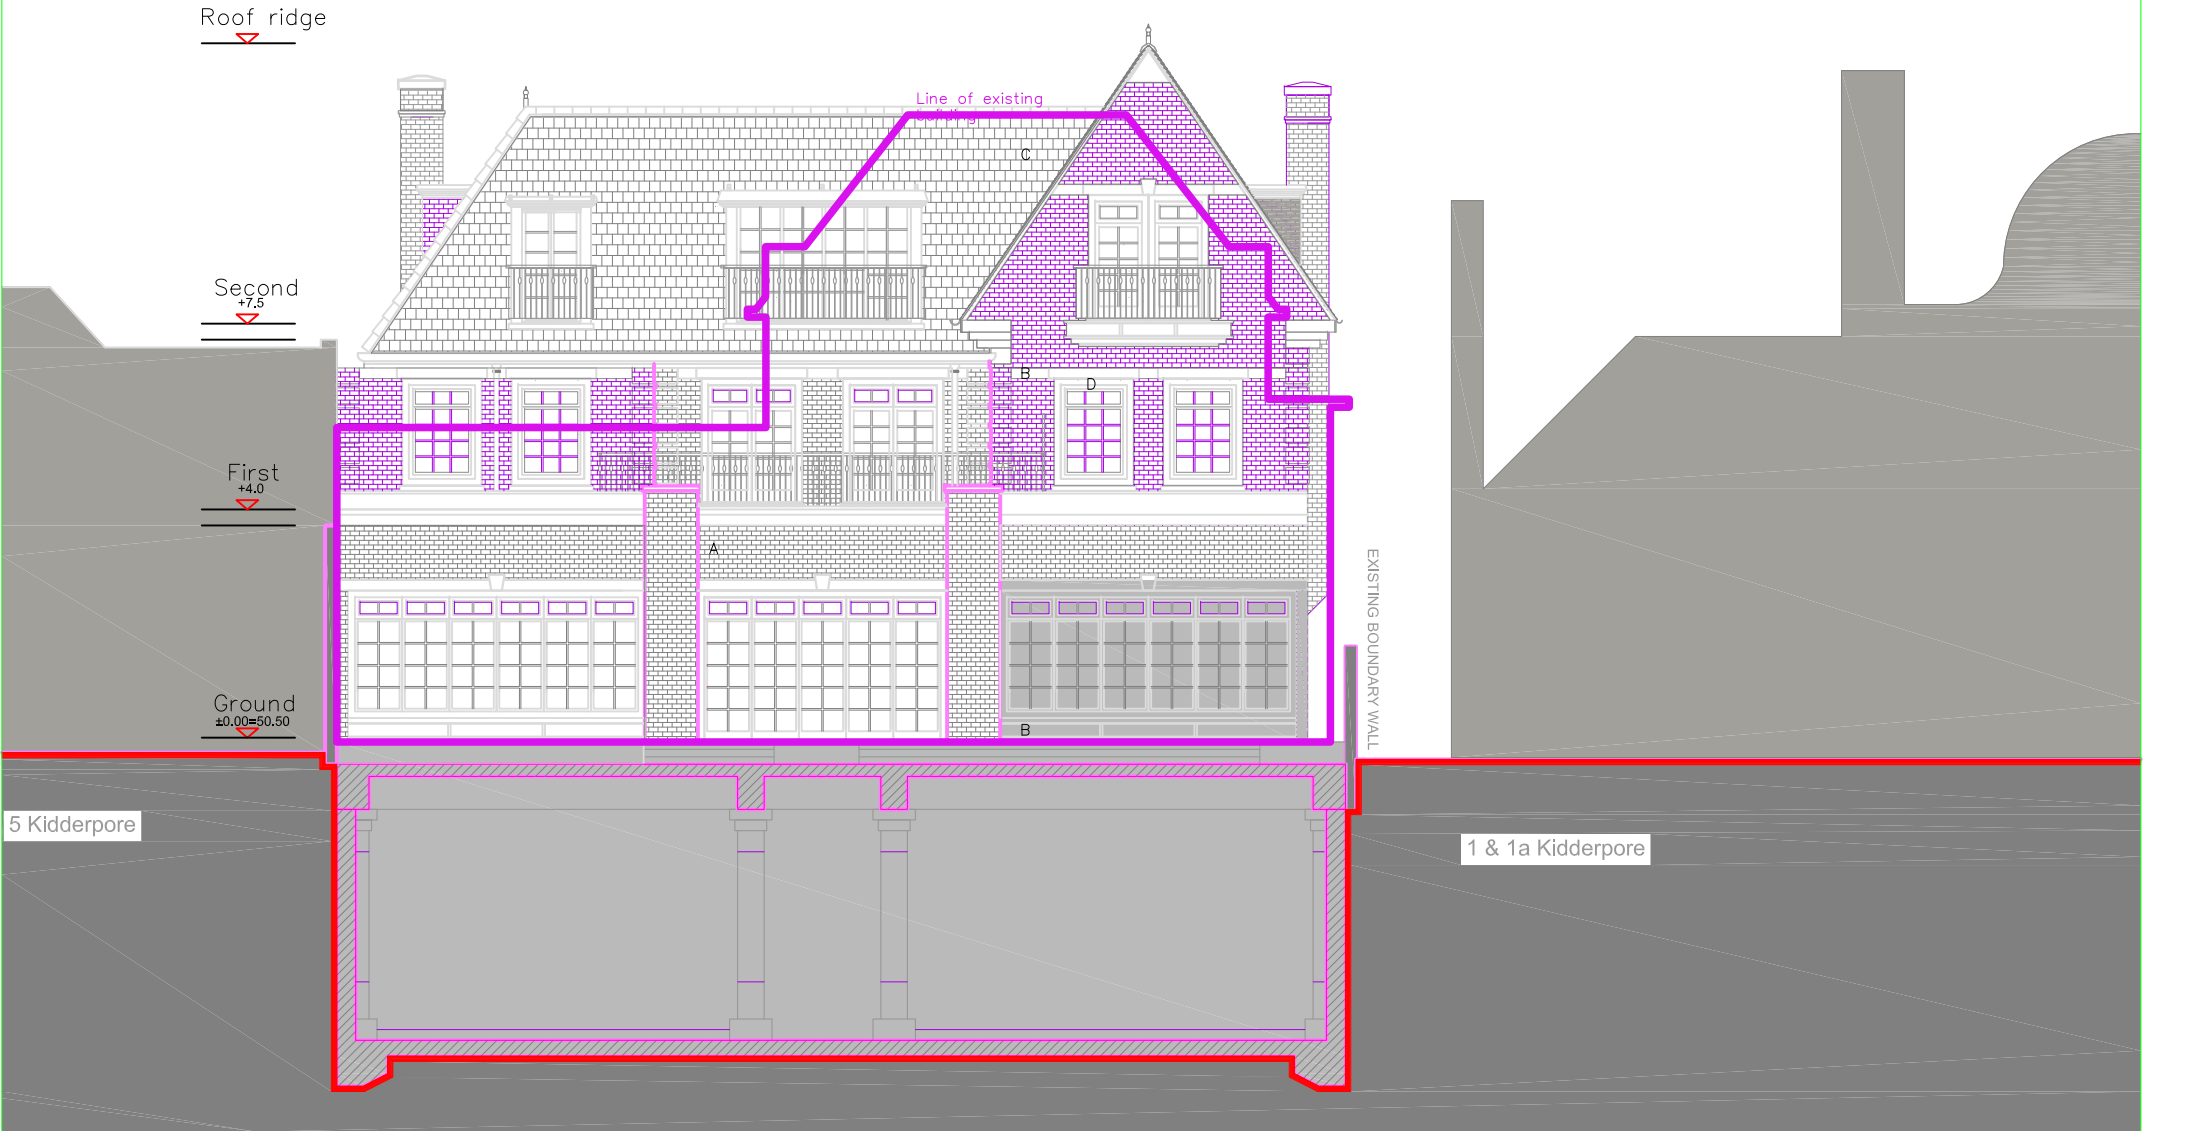 Roof ridge
Line of existing
building
C
Second
+7.5
B
D
First
+4.0
A
EXISTING BOUNDARY WALL
Ground
±0.00=50.50
B
5 Kidderpore
1 & 1a Kidderpore